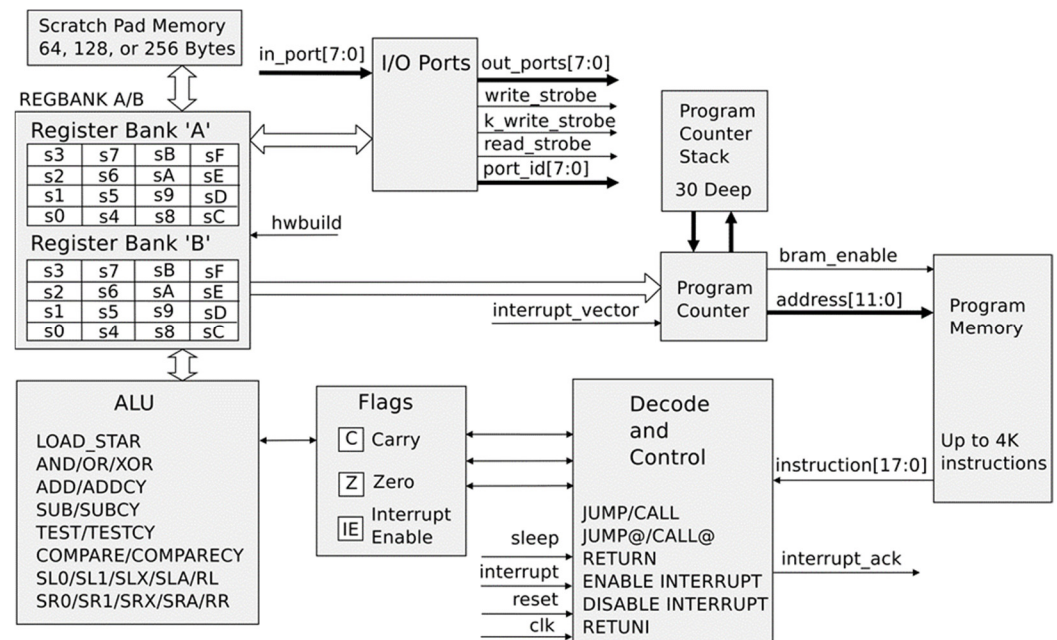 Scratch Pad Memory
64, 128, or 256 Bytes
REGBANK A/B
Register Bank 'A'
s3 s7 sB sF
s2 s6 sA sE
s1 s5 s9 sD
s0 s4 s8 sC
Register Bank 'B'
s3 s7 sB sF
s2 s6 sA sE
s1 s5 s9 sD
s0 s4 s8 sC
in_port[7:0]
I/O Ports
out_ports[7:0]
write_strobe
k_write_strobe
read_strobe
port_id[7:0]
hwbuild
Program
Counter
Stack
30 Deep
interrupt_vector
Program
Counter
bram_enable
address[11:0]
Program
Memory
Up to 4K
instructions
instruction[17:0]
ALU
LOAD_STAR
AND/OR/XOR
ADD/ADDCY
SUB/SUBCY
TEST/TESTCY
COMPARE/COMPARECY
SL0/SL1/SLX/SLA/RL
SR0/SR1/SRX/SRA/RR
Flags
C Carry
Z Zero
IE Interrupt
Enable
Decode
and
Control
JUMP/CALL
JUMP@/CALL@
RETURN
ENABLE INTERRUPT
DISABLE INTERRUPT
RETUNI
sleep
interrupt
reset
clk
interrupt_ack